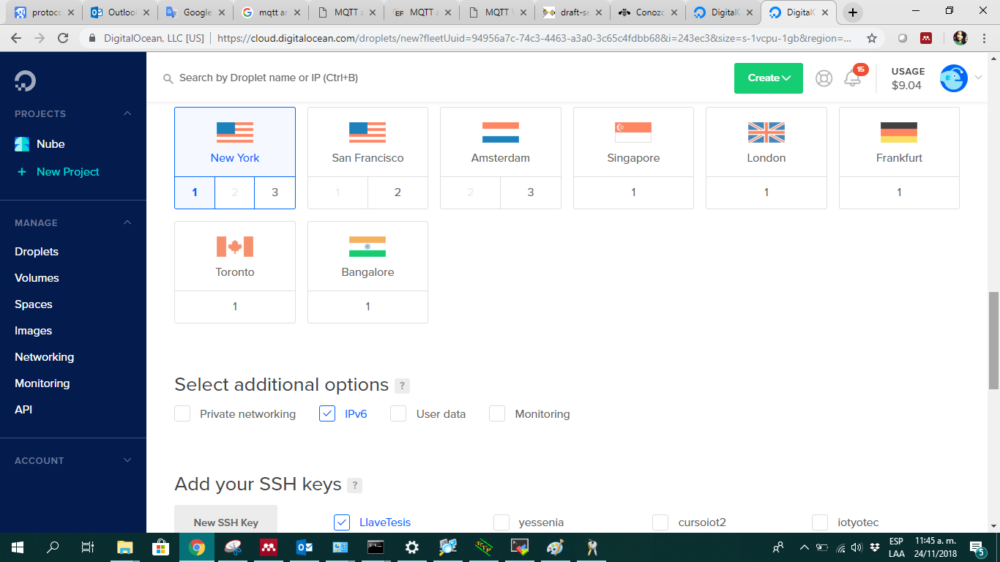 protoco
Outlool
Google
mqtt ar
MQTT a
EF MQTT a
MQTT V
draft-se
Conozc
DigitalO
DigitalO
DigitalOcean, LLC [US] https://cloud.digitalocean.com/droplets/new?fleetUuid=94956a7c-74c3-4463-a3a0-3c65c4fdbb68&i=243ec3&size=s-1vcpu-1gb&region=...
Search by Droplet name or IP (Ctrl+B)
Create
15
USAGE
$9.04
PROJECTS
Nube
+ New Project
MANAGE
Droplets
Volumes
Spaces
Images
Networking
Monitoring
API
ACCOUNT
New York
San Francisco
Amsterdam
Singapore
London
Frankfurt
1 2 3
1 2
2 3
1
1
1
Toronto
Bangalore
1
1
Select additional options ?
Private networking
IPv6
User data
Monitoring
Add your SSH keys ?
New SSH Key
LlaveTesis
yessenia
cursoiot2
iotyotec
ESP
LAA
11:45 a. m.
24/11/2018
5